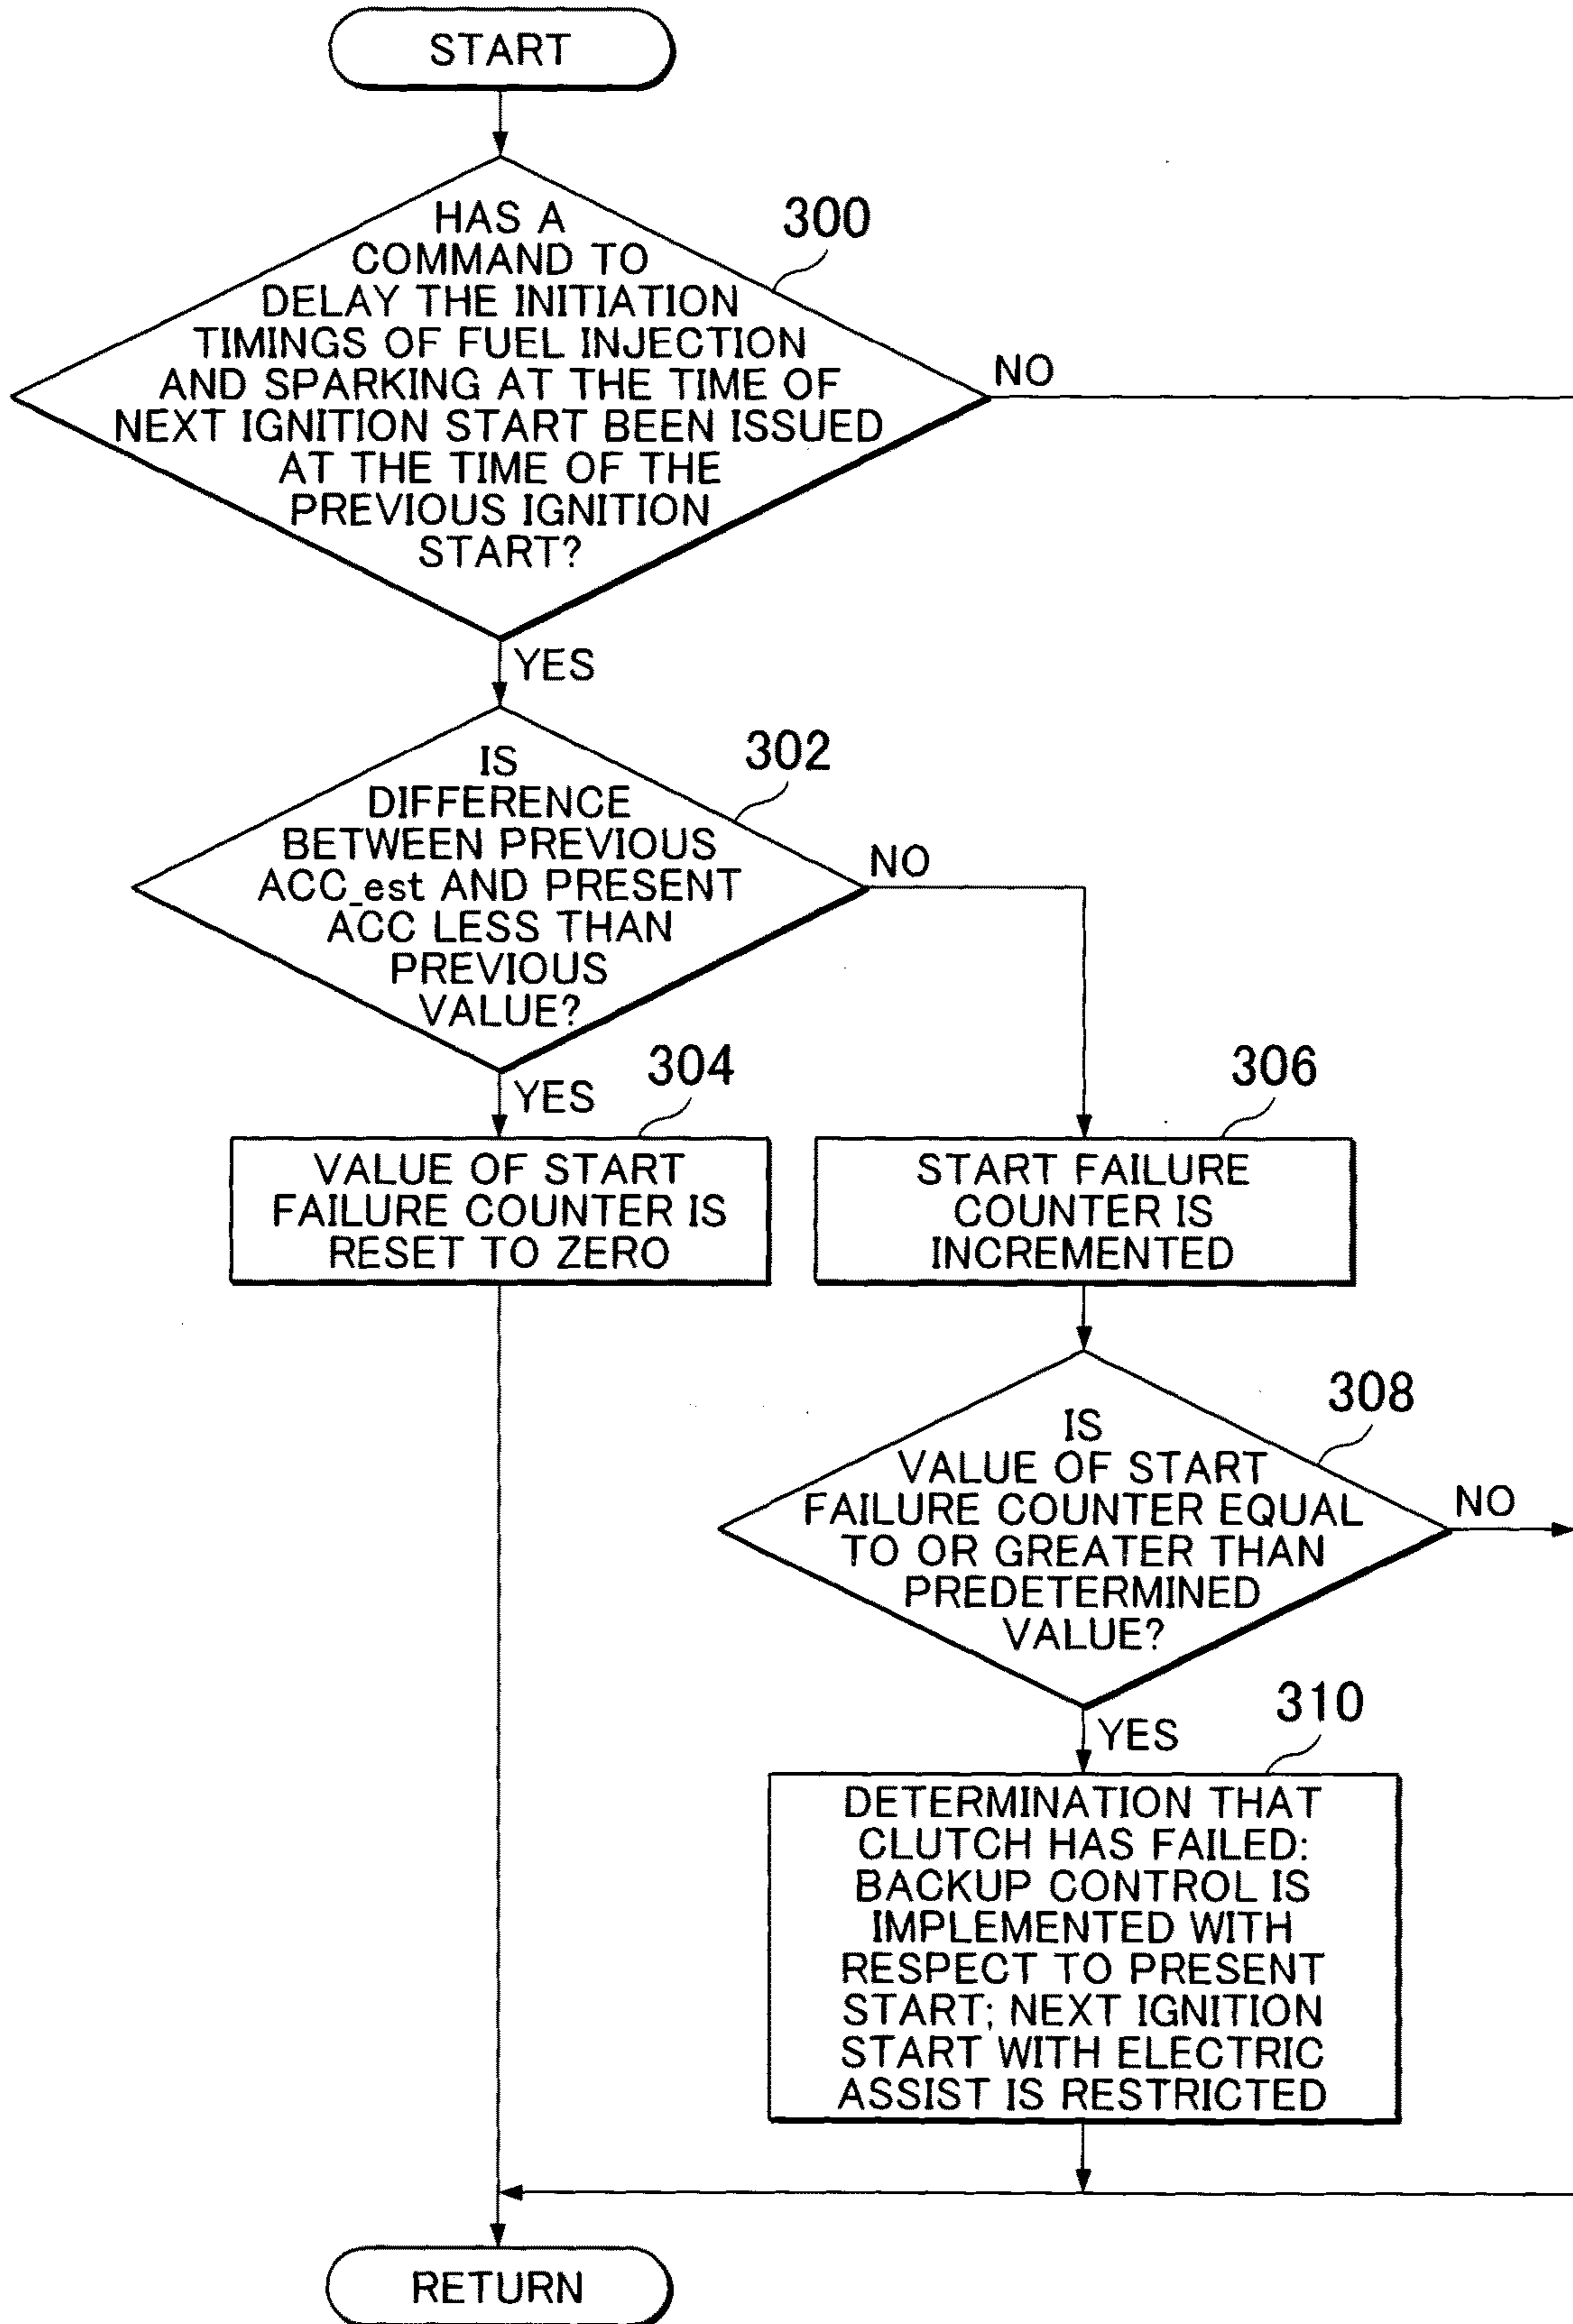 START
300
HAS A
COMMAND TO
DELAY THE INITIATION
TIMINGS OF FUEL INJECTION
AND SPARKING AT THE TIME OF
NEXT IGNITION START BEEN ISSUED
AT THE TIME OF THE
PREVIOUS IGNITION
START?
NO
YES
302
IS
DIFFERENCE
BETWEEN PREVIOUS
ACC_est AND PRESENT
ACC LESS THAN
PREVIOUS
VALUE?
NO
YES
304
VALUE OF START
FAILURE COUNTER IS
RESET TO ZERO
306
START FAILURE
COUNTER IS
INCREMENTED
308
IS
VALUE OF START
FAILURE COUNTER EQUAL
TO OR GREATER THAN
PREDETERMINED
VALUE?
NO
YES
310
DETERMINATION THAT
CLUTCH HAS FAILED:
BACKUP CONTROL IS
IMPLEMENTED WITH
RESPECT TO PRESENT
START; NEXT IGNITION
START WITH ELECTRIC
ASSIST IS RESTRICTED
RETURN